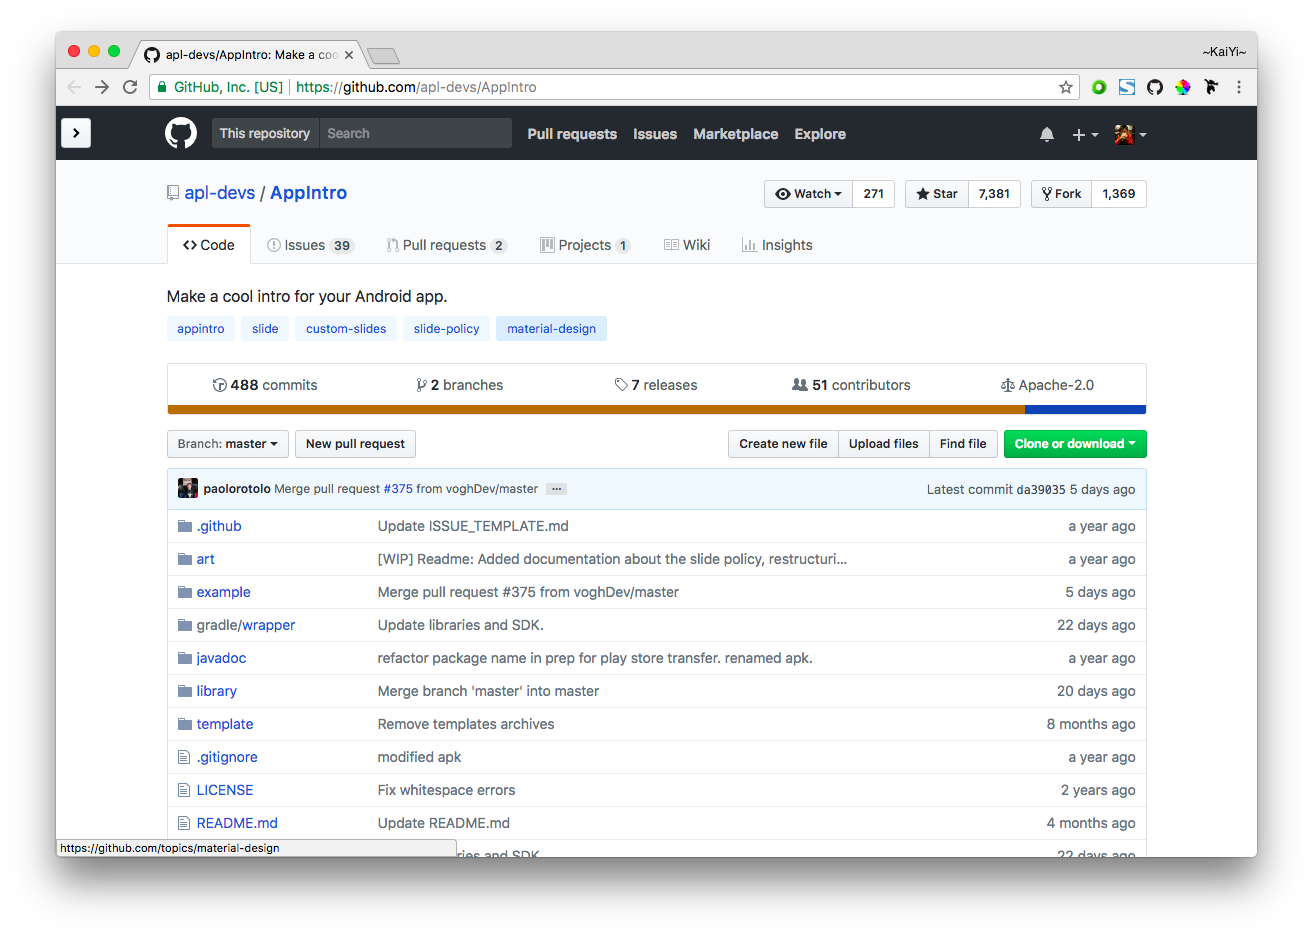 apl-devs/AppIntro: Make a coo
~KaiYi~
GitHub, Inc. [US] https://github.com/apl-devs/AppIntro
This repository Search Pull requests Issues Marketplace Explore
apl-devs / AppIntro
Watch 271 Star 7,381 Fork 1,369
Code Issues 39 Pull requests 2 Projects 1 Wiki Insights
Make a cool intro for your Android app.
appintro slide custom-slides slide-policy material-design
488 commits 2 branches 7 releases 51 contributors Apache-2.0
Branch: master New pull request Create new file Upload files Find file Clone or download
paolorotolo Merge pull request #375 from voghDev/master ... Latest commit da39035 5 days ago
.github Update ISSUE_TEMPLATE.md a year ago
art [WIP] Readme: Added documentation about the slide policy, restructuri... a year ago
example Merge pull request #375 from voghDev/master 5 days ago
gradle/wrapper Update libraries and SDK. 22 days ago
javadoc refactor package name in prep for play store transfer. renamed apk. a year ago
library Merge branch 'master' into master 20 days ago
template Remove templates archives 8 months ago
.gitignore modified apk a year ago
LICENSE Fix whitespace errors 2 years ago
README.md Update README.md 4 months ago
https://github.com/topics/material-design
ries and SDK. 22 days ago